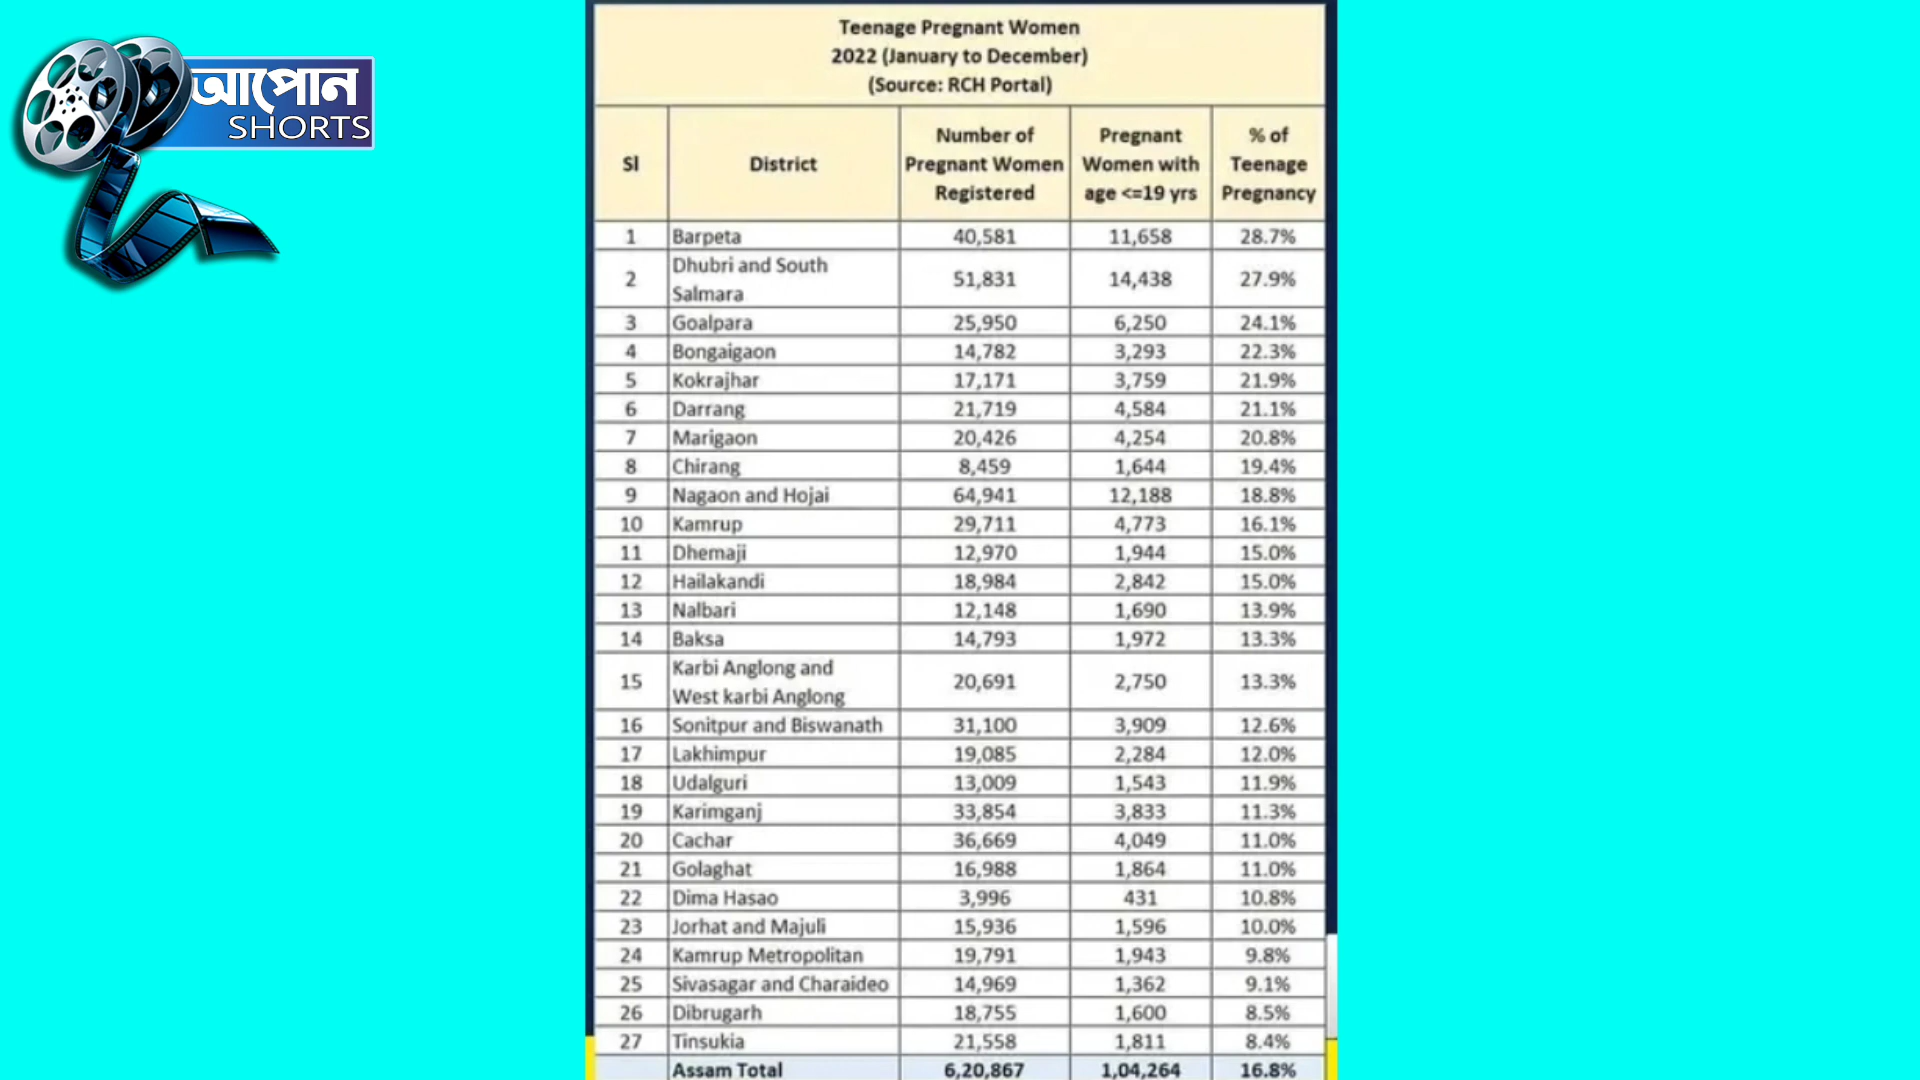 আপোন
SHORTS
Teenage Pregnant Women
2022 (January to December)
(Source: RCH Portal)
Sl District Number of Pregnant Women Registered Pregnant Women with age <=19 yrs % of Teenage Pregnancy
1 Barpeta 40,581 11,658 28.7%
2 Dhubri and South Salmara 51,831 14,438 27.9%
3 Goalpara 25,950 6,250 24.1%
4 Bongaigaon 14,782 3,293 22.3%
5 Kokrajhar 17,171 3,759 21.9%
6 Darrang 21,719 4,584 21.1%
7 Marigaon 20,426 4,254 20.8%
8 Chirang 8,459 1,644 19.4%
9 Nagaon and Hojai 64,941 12,188 18.8%
10 Kamrup 29,711 4,773 16.1%
11 Dhemaji 12,970 1,944 15.0%
12 Hailakandi 18,984 2,842 15.0%
13 Nalbari 12,148 1,690 13.9%
14 Baksa 14,793 1,972 13.3%
15 Karbi Anglong and West karbi Anglong 20,691 2,750 13.3%
16 Sonitpur and Biswanath 31,100 3,909 12.6%
17 Lakhimpur 19,085 2,284 12.0%
18 Udalguri 13,009 1,543 11.9%
19 Karimganj 33,854 3,833 11.3%
20 Cachar 36,669 4,049 11.0%
21 Golaghat 16,988 1,864 11.0%
22 Dima Hasao 3,996 431 10.8%
23 Jorhat and Majuli 15,936 1,596 10.0%
24 Kamrup Metropolitan 19,791 1,943 9.8%
25 Sivasagar and Charaideo 14,969 1,362 9.1%
26 Dibrugarh 18,755 1,600 8.5%
27 Tinsukia 21,558 1,811 8.4%
Assam Total 6,20,867 1,04,264 16.8%